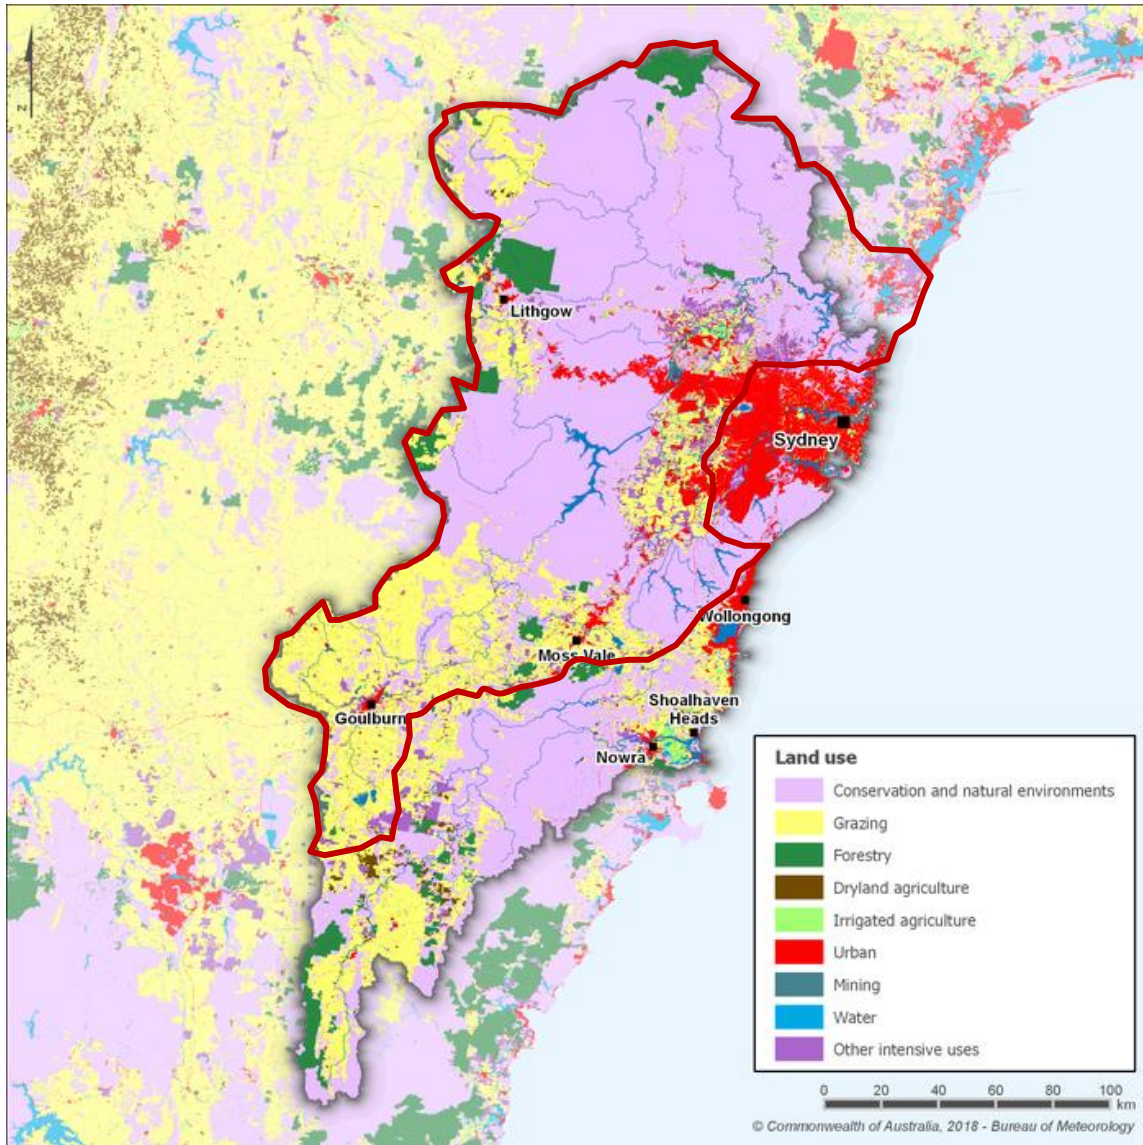 N
Lithgow
Sydney
Wollongong
Moss Vale
Shoalhaven
Heads
Goulburn
Nowra
Land use
Conservation and natural environments
Grazing
Forestry
Dryland agriculture
Irrigated agriculture
Urban
Mining
Water
Other intensive uses
0 20 40 60 80 100
km
© Commonwealth of Australia, 2018 - Bureau of Meteorology